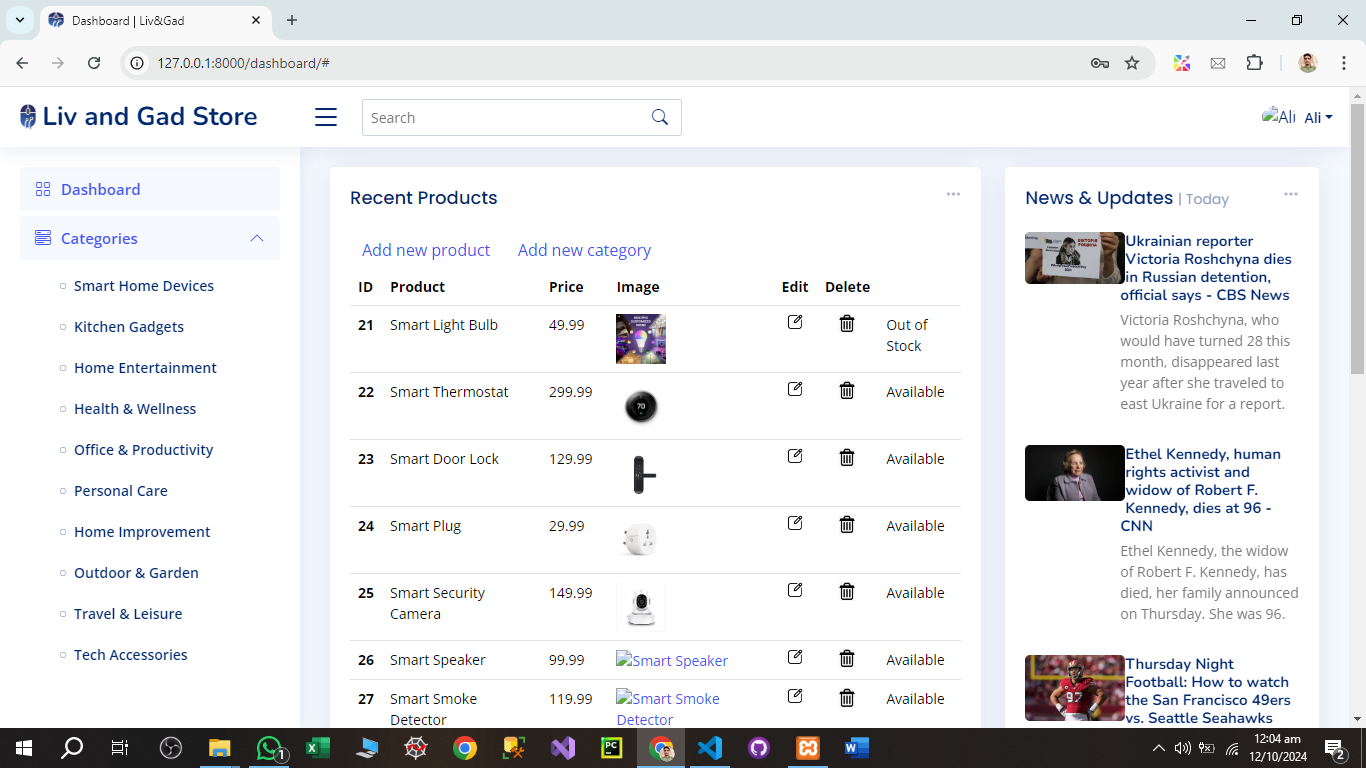 Dashboard | Liv&Gad
127.0.0.1:8000/dashboard/#
Liv and Gad Store
Search
Ali
Ali
Dashboard
Categories
Smart Home Devices
Kitchen Gadgets
Home Entertainment
Health & Wellness
Office & Productivity
Personal Care
Home Improvement
Outdoor & Garden
Travel & Leisure
Tech Accessories
Recent Products
Add new product Add new category
ID Product Price Image Edit Delete
21 Smart Light Bulb 49.99 Out of
Stock
22 Smart Thermostat 299.99 70 Available
23 Smart Door Lock 129.99 Available
24 Smart Plug 29.99 Available
25 Smart Security 149.99 Available
Camera
26 Smart Speaker 99.99 Smart Speaker Available
27 Smart Smoke 119.99 Smart Smoke Available
Detector Detector
News & Updates | Today
Ukrainian reporter
Victoria Roshchyna dies
in Russian detention,
official says - CBS News
Victoria Roshchyna, who
would have turned 28 this
month, disappeared last
year after she traveled to
east Ukraine for a report.
Ethel Kennedy, human
rights activist and
widow of Robert F.
Kennedy, dies at 96 -
CNN
Ethel Kennedy, the widow
of Robert F. Kennedy, has
died, her family announced
on Thursday. She was 96.
97
Thursday Night
Football: How to watch
the San Francisco 49ers
vs. Seattle Seahawks
1
PC
12:04 am
12/10/2024
2